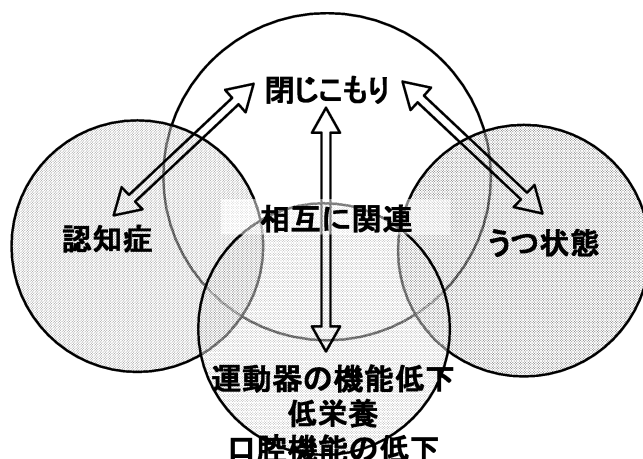 閉じこもり
相互に関連
認知症
うつ状態
運動器の機能低下
低栄養
口腔機能の低下